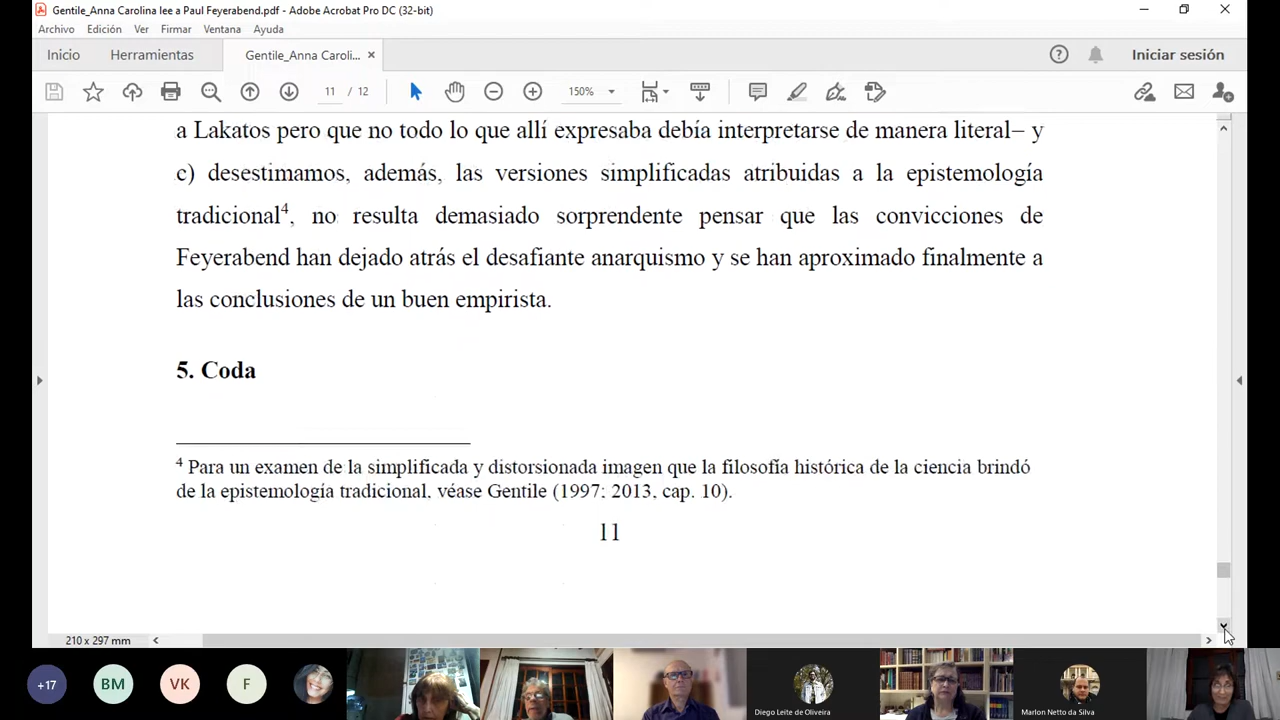 Gentile_Anna Carolina lee a Paul Feyerabend.pdf - Adobe Acrobat Pro DC (32-bit)
Archivo Edición Ver Firmar Ventana Ayuda
Inicio Herramientas Gentile_Anna Caroli... × Iniciar sesión
11 / 12 150%
a Lakatos pero que no todo lo que allí expresaba debía interpretarse de manera literal– y
c) desestimamos, además, las versiones simplificadas atribuidas a la epistemología
tradicional4, no resulta demasiado sorprendente pensar que las convicciones de
Feyerabend han dejado atrás el desafiante anarquismo y se han aproximado finalmente a
las conclusiones de un buen empirista.
5. Coda
4 Para un examen de la simplificada y distorsionada imagen que la filosofía histórica de la ciencia brindó
de la epistemología tradicional, véase Gentile (1997; 2013, cap. 10).
11
210 x 297 mm
+17 BM VK F
Diego Leite de Oliveira
Marlon Netto da Silva